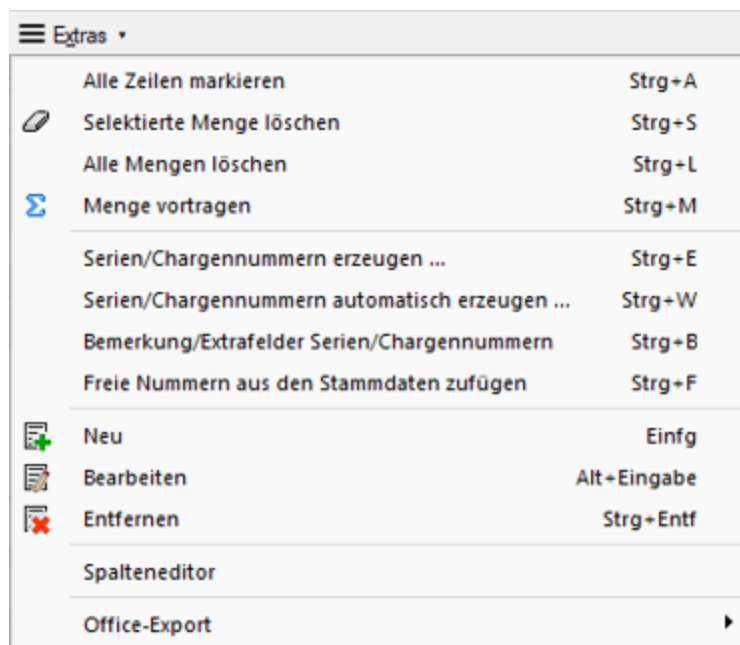 Extras
Alle Zeilen markieren Strg+A
Selektierte Menge löschen Strg+S
Alle Mengen löschen Strg+L
Menge vortragen Strg+M
Serien/Chargennummern erzeugen ... Strg+E
Serien/Chargennummern automatisch erzeugen ... Strg+W
Bemerkung/Extrafelder Serien/Chargennummern Strg+B
Freie Nummern aus den Stammdaten zufügen Strg+F
Neu Einfg
Bearbeiten Alt+Eingabe
Entfernen Strg+Entf
Spalteneditor
Office-Export